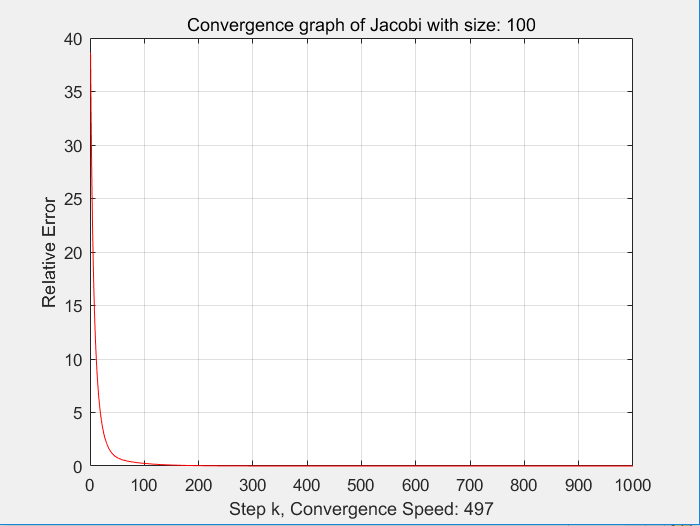 Convergence graph of Jacobi with size: 100
40
35
30
25
20
15
10
5
0
Relative Error
0 100 200 300 400 500 600 700 800 900 1000
Step k, Convergence Speed: 497